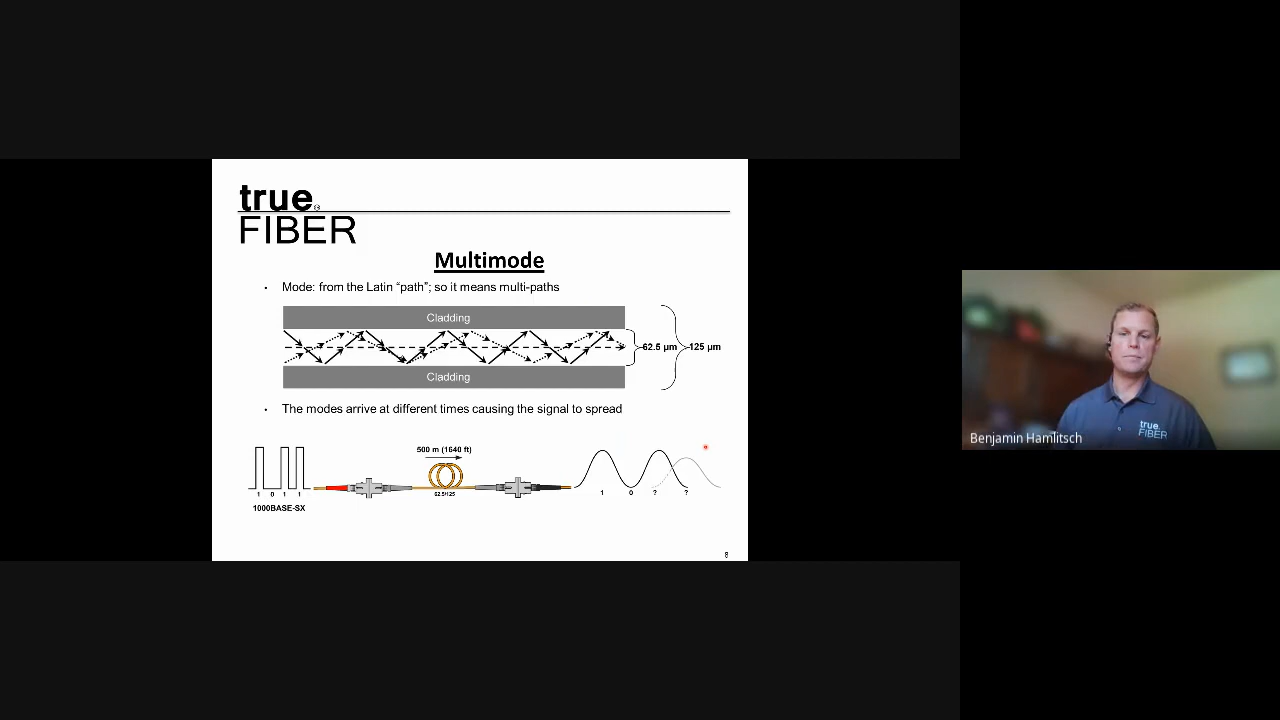 true®
FIBER
Multimode
• Mode: from the Latin “path”; so it means multi-paths
Cladding
62.5 µm
125 µm
Cladding
• The modes arrive at different times causing the signal to spread
500 m (1640 ft)
62.5/125
1 0 1 1
1 0 ? ?
1000BASE-SX
8
true
FIBER
Benjamin Hamlitsch